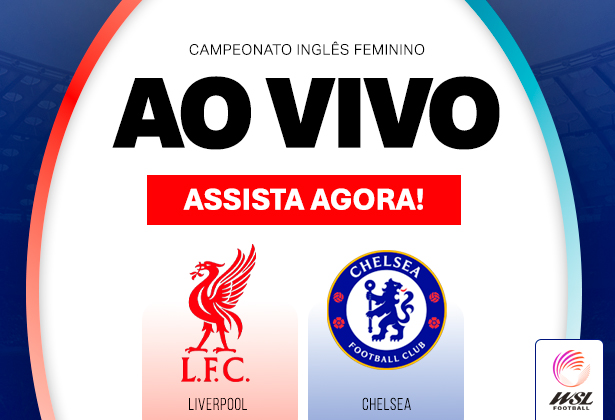 CAMPEONATO INGLÊS FEMININO
AO VIVO
ASSISTA AGORA!
L.F.C.
CHELSEA
FOOTBALL CLUB
LIVERPOOL
CHELSEA
WSL
FOOTBALL